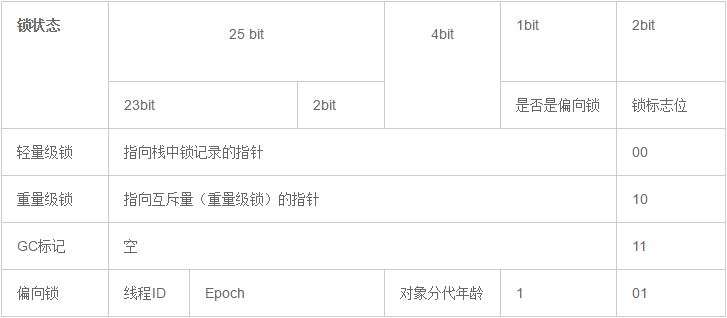 锁状态 25 bit 4bit 1bit 2bit
23bit 2bit 是否是偏向锁 锁标志位
轻量级锁 指向栈中锁记录的指针 00
重量级锁 指向互斥量（重量级锁）的指针 10
GC标记 空 11
偏向锁 线程ID Epoch 对象分代年龄 1 01